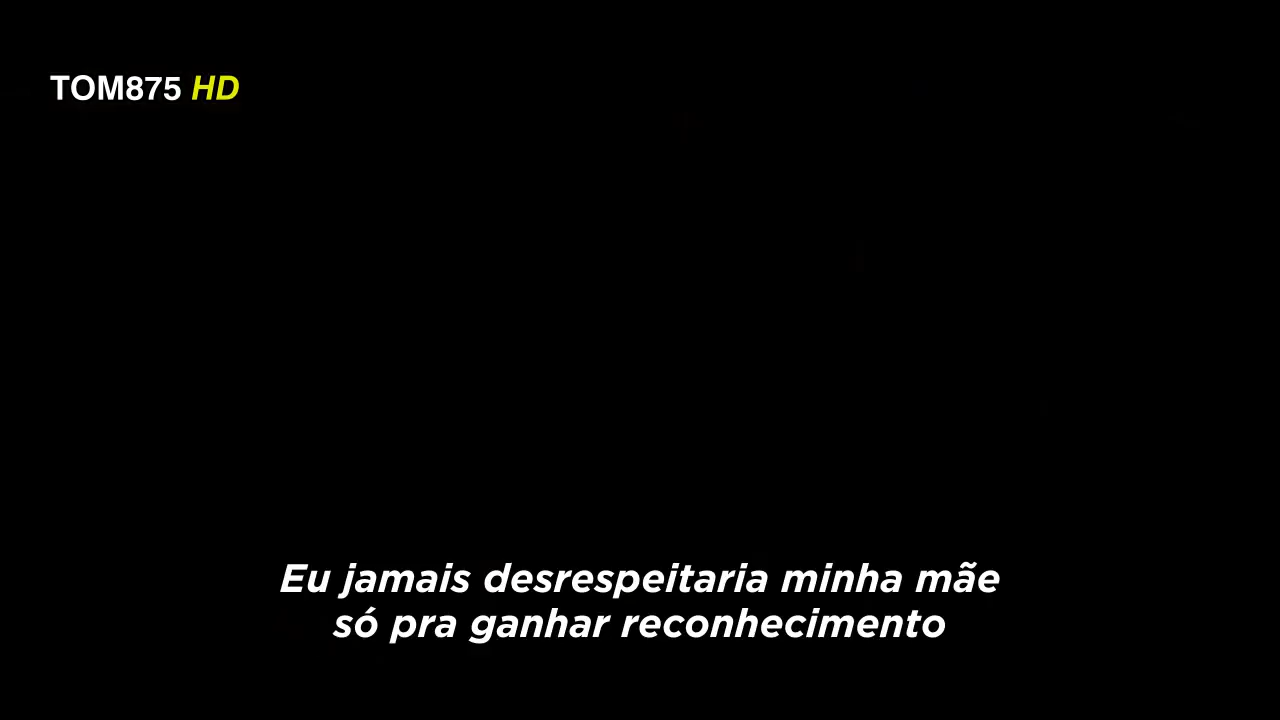 TOM875 HD
Eu jamais desrespeitaria minha mãe
só pra ganhar reconhecimento